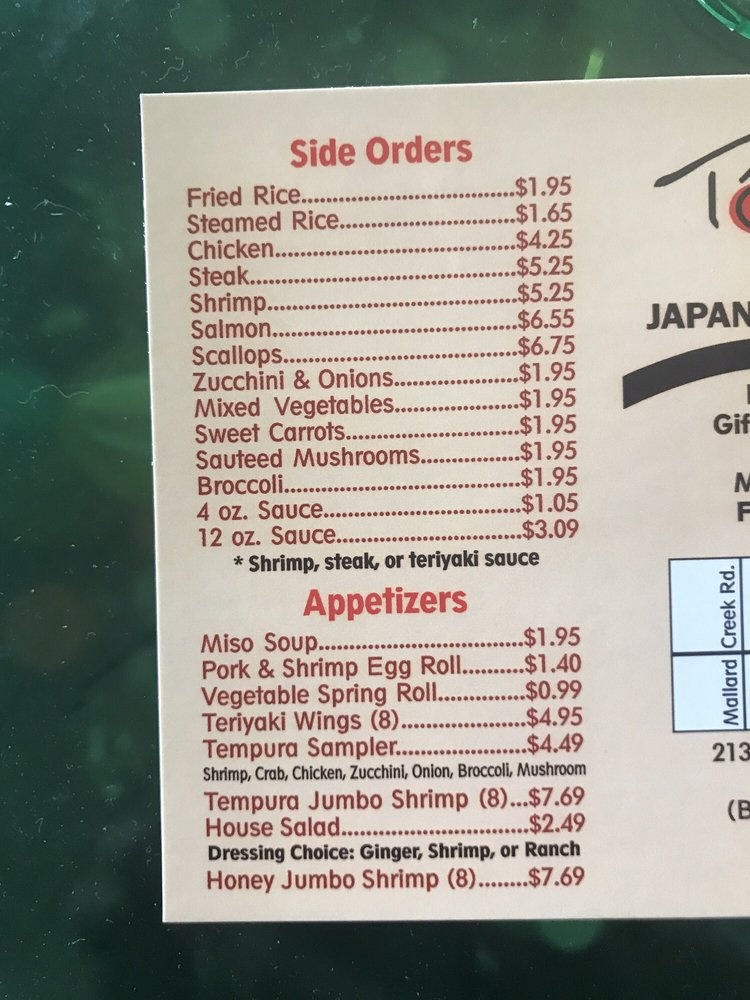 Side Orders
Fried Rice....................................$1.95
Steamed Rice..............................$1.65
Chicken.........................................$4.25
Steak.............................................$5.25
Shrimp..........................................$5.25
Salmon.........................................$6.55
Scallops.......................................$6.75
Zucchini & Onions.....................$1.95
Mixed Vegetables.....................$1.95
Sweet Carrots.............................$1.95
Sauteed Mushrooms.................$1.95
Broccoli........................................$1.95
4 oz. Sauce.................................$1.05
12 oz. Sauce...............................$3.09
* Shrimp, steak, or teriyaki sauce
Appetizers
Miso Soup...................................$1.95
Pork & Shrimp Egg Roll..........$1.40
Vegetable Spring Roll..............$0.99
Teriyaki Wings (8).....................$4.95
Tempura Sampler......................$4.49
Shrimp, Crab, Chicken, Zucchini, Onion, Broccoli, Mushroom
Tempura Jumbo Shrimp (8)...$7.69
House Salad................................$2.49
Dressing Choice: Ginger, Shrimp, or Ranch
Honey Jumbo Shrimp (8)........$7.69
JAPAN
Gif
M
F
Mallard Creek Rd.
213
(B